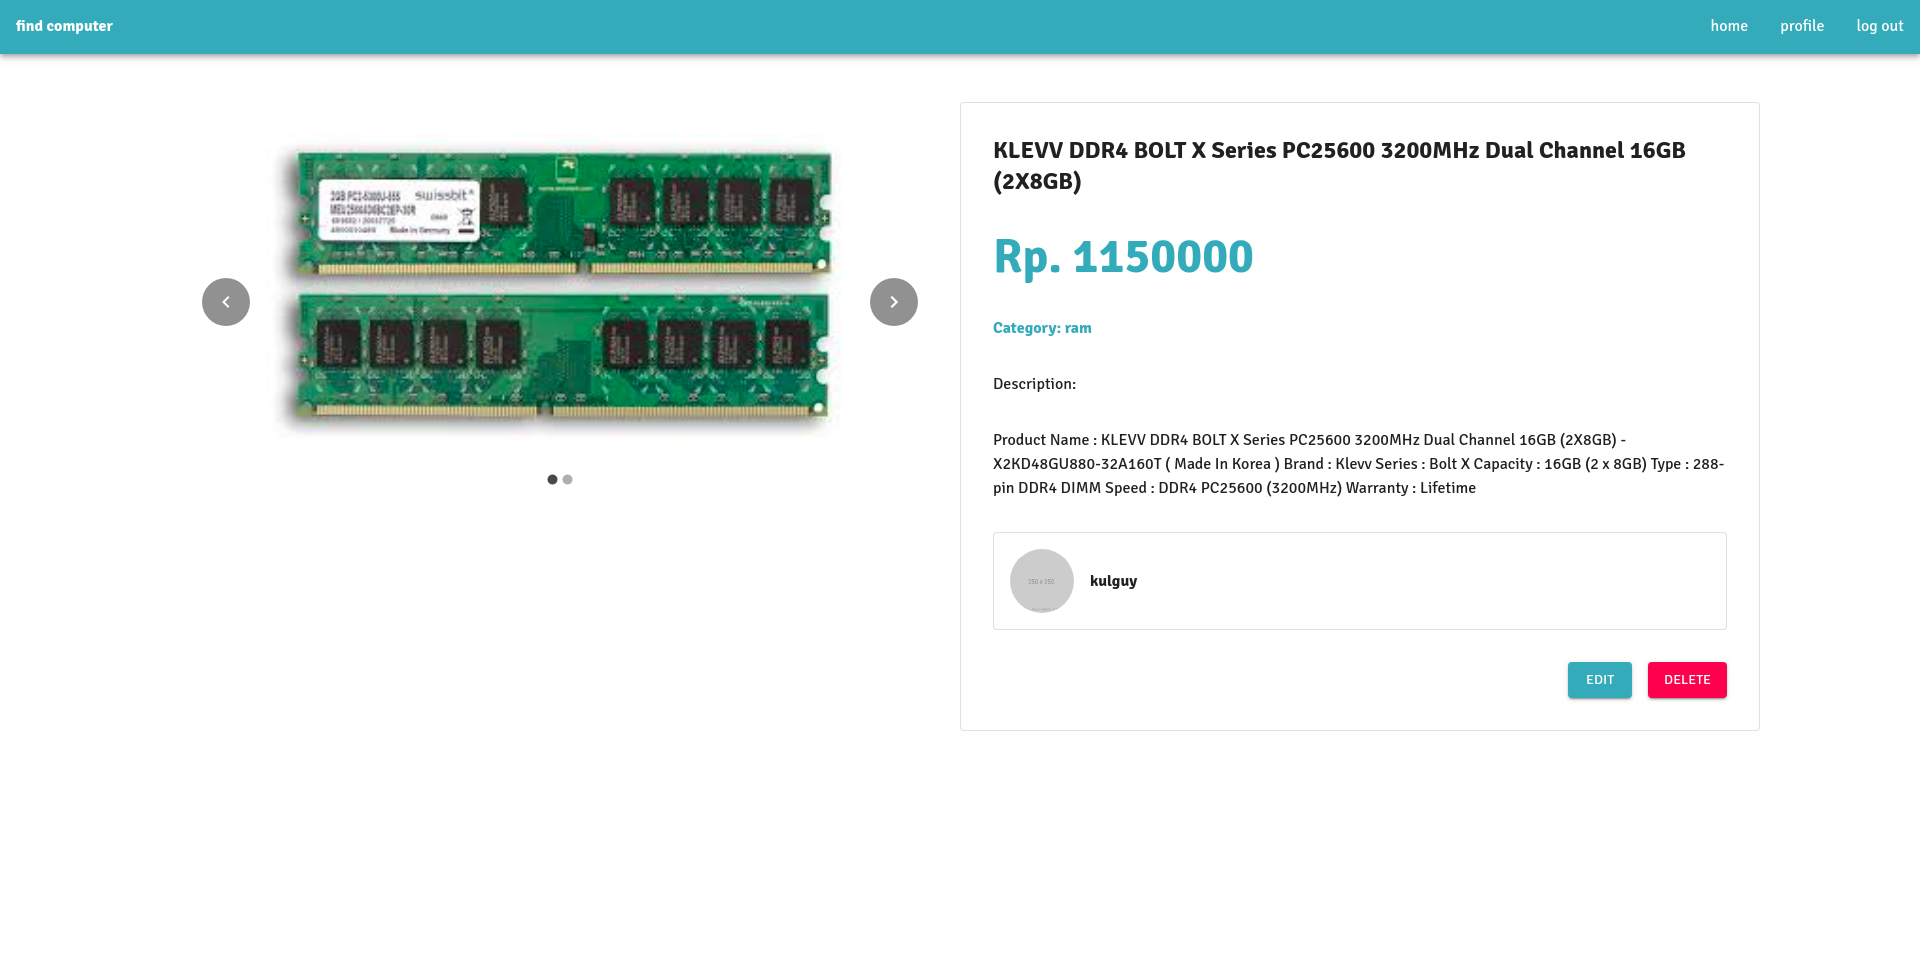 find computer
home
profile
log out
swissbit
Made in Germany
KLEVV DDR4 BOLT X Series PC25600 3200MHz Dual Channel 16GB
(2X8GB)
Rp. 1150000
Category: ram
Description:
Product Name : KLEVV DDR4 BOLT X Series PC25600 3200MHz Dual Channel 16GB (2X8GB) -
X2KD48GU880-32A160T ( Made In Korea ) Brand : Klevv Series : Bolt X Capacity : 16GB (2 x 8GB) Type : 288-
pin DDR4 DIMM Speed : DDR4 PC25600 (3200MHz) Warranty : Lifetime
250 x 250
kulguy
EDIT
DELETE